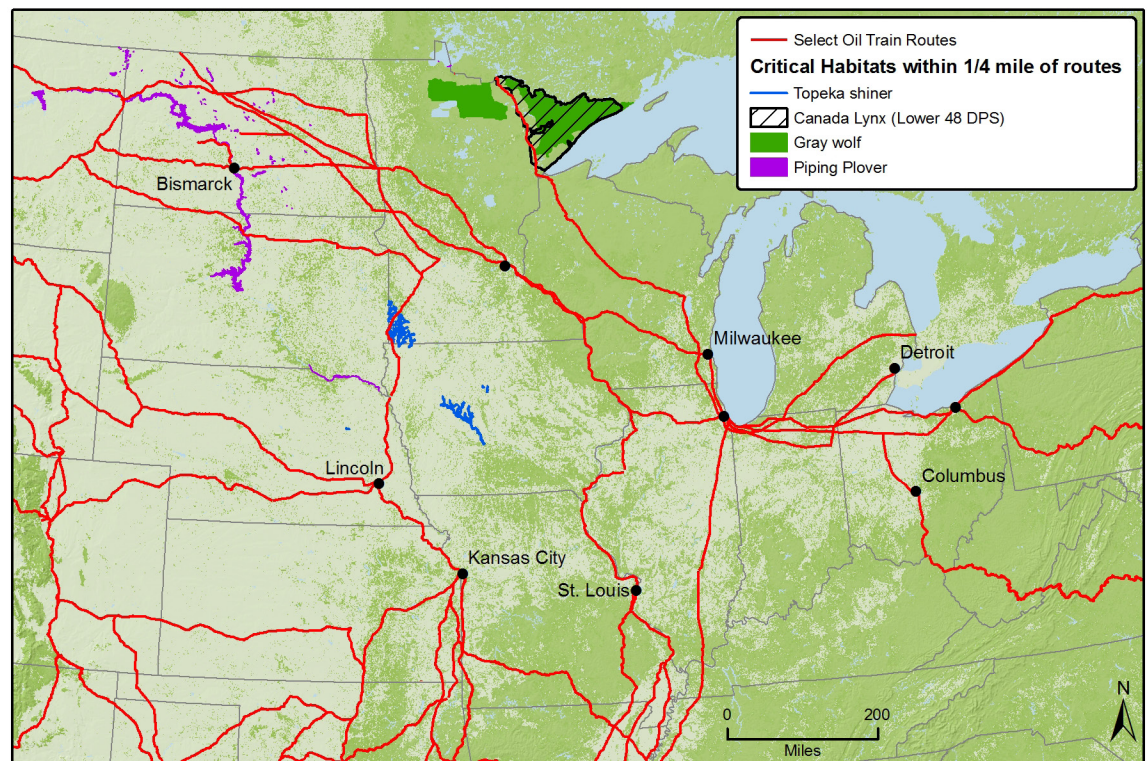 Select Oil Train Routes
Critical Habitats within 1/4 mile of routes
Topeka shiner
Canada Lynx (Lower 48 DPS)
Gray wolf
Piping Plover
Bismarck
Milwaukee
Detroit
Lincoln
Columbus
Kansas City
St. Louis
N
0 200
Miles